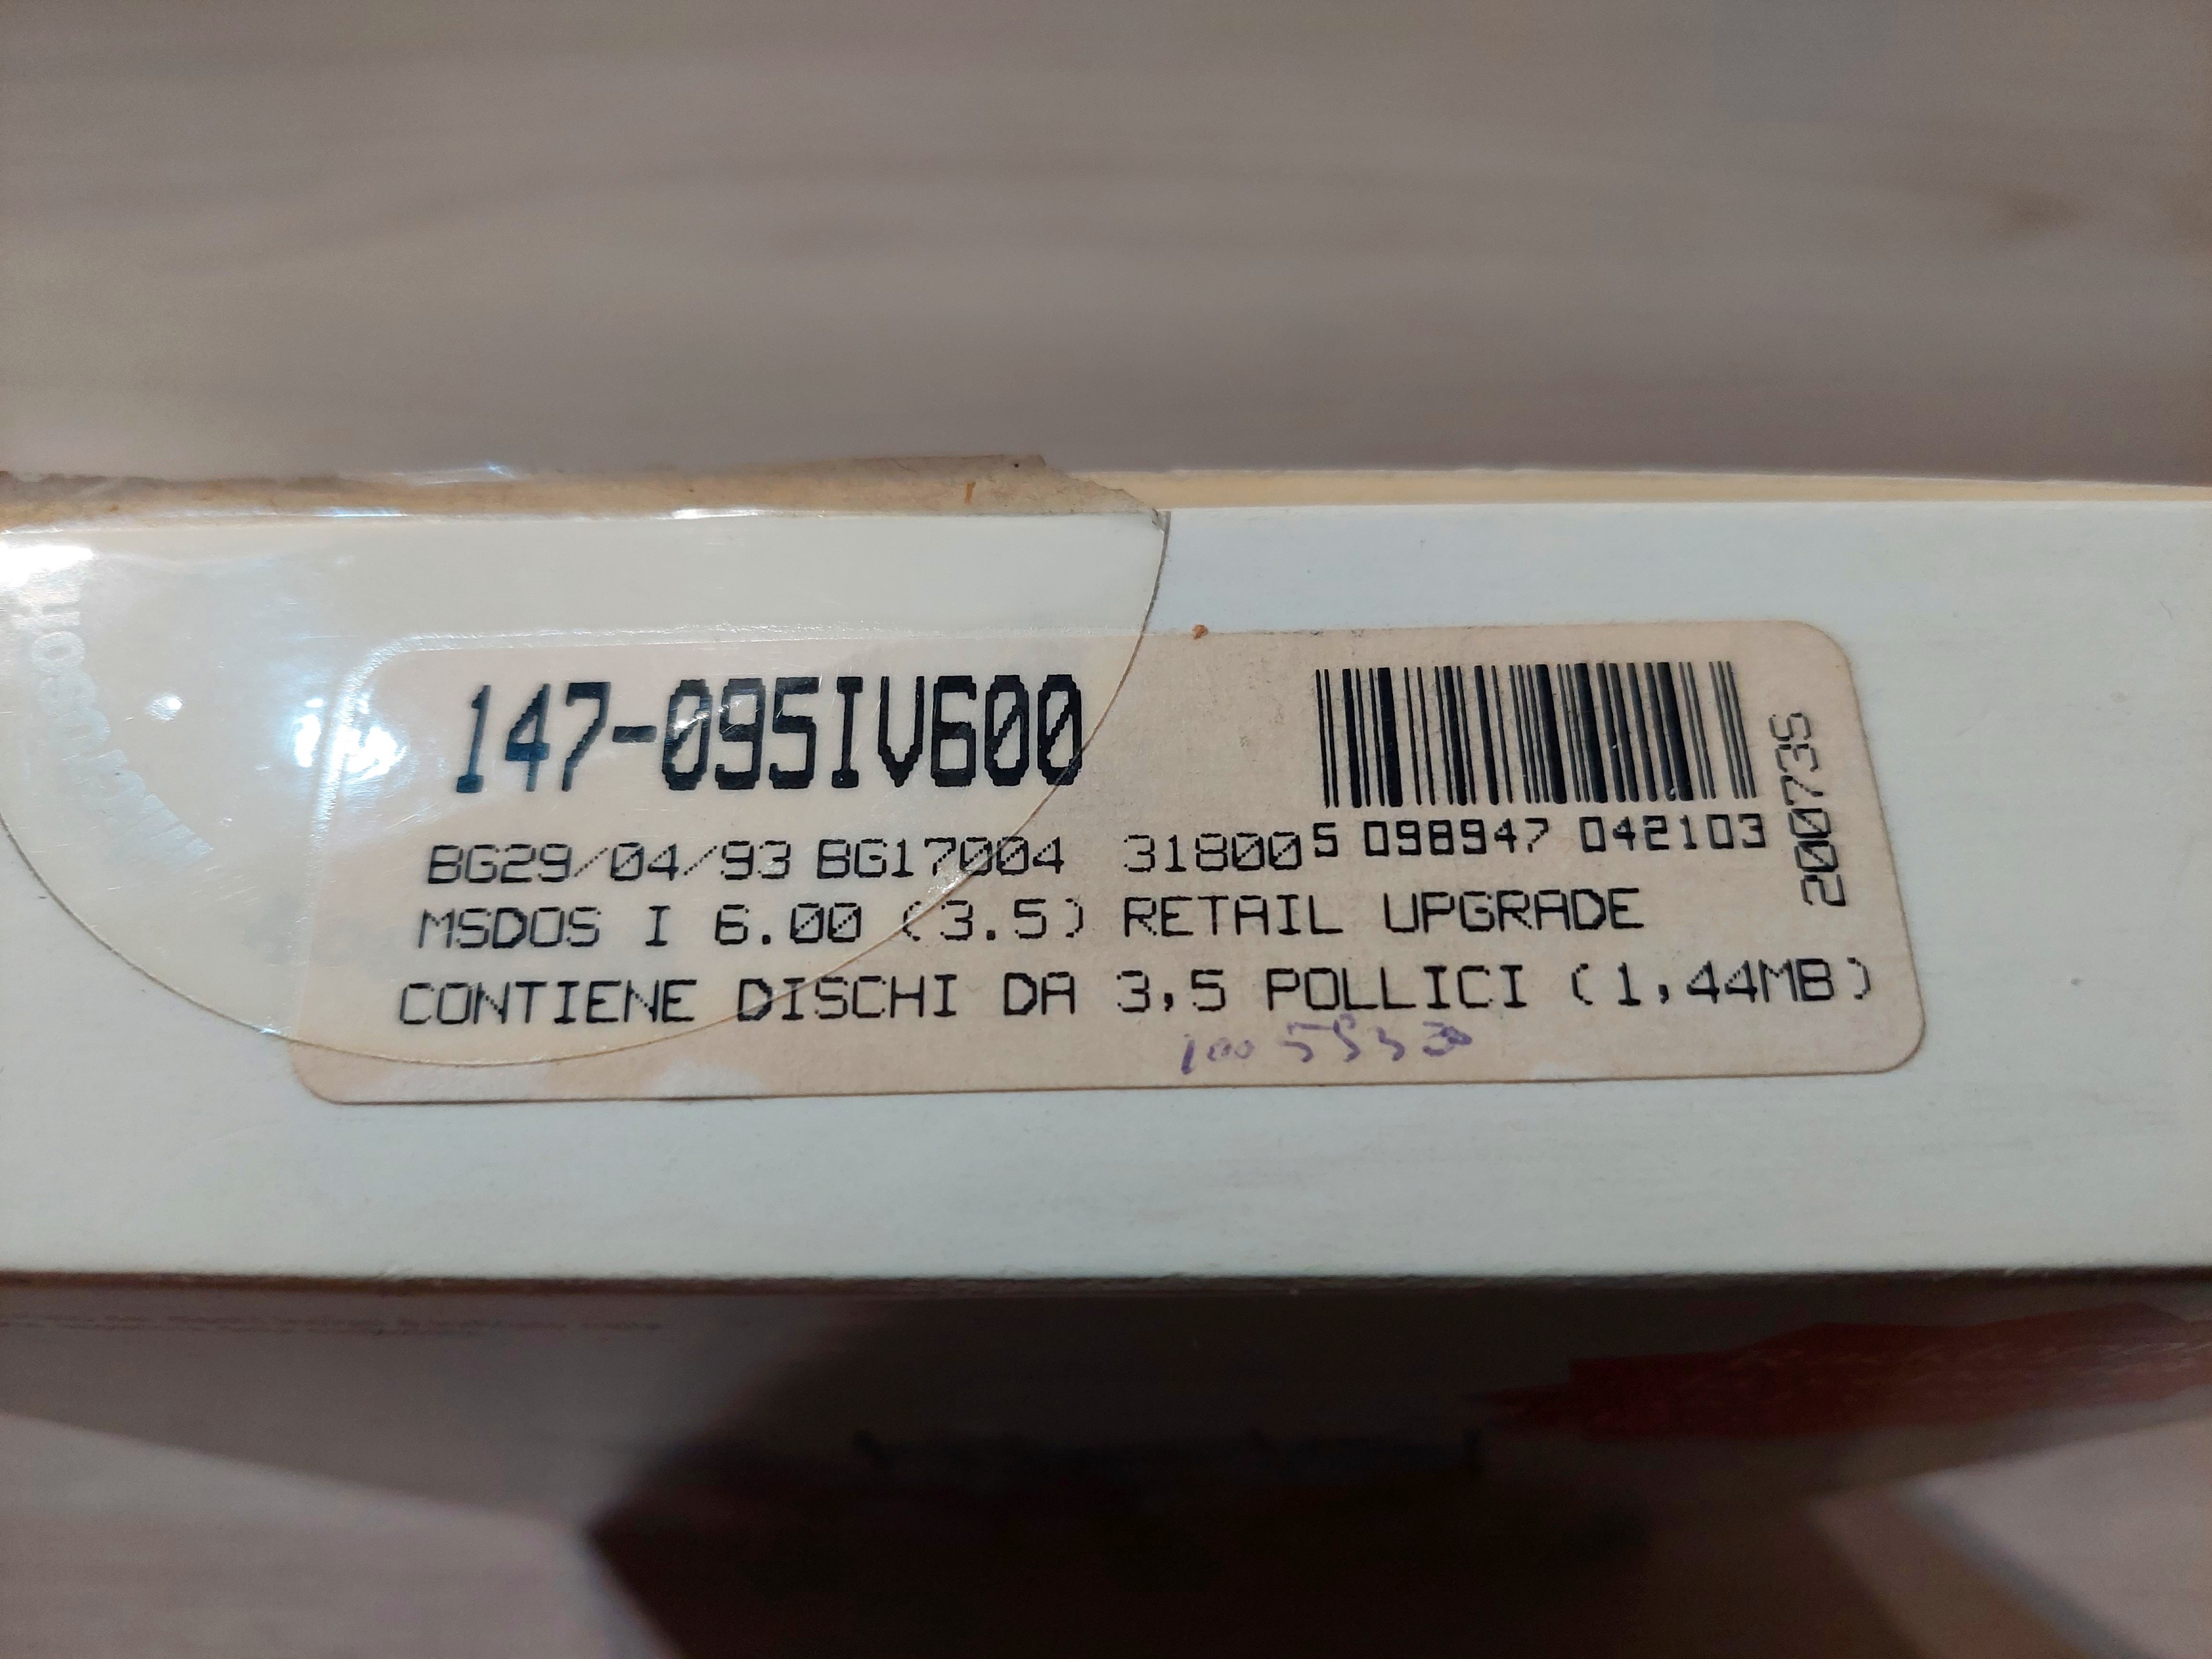 147-095IV600
BG29/04/93 BG17004 31800
5 098947 042103
20073S
MSDOS I 6.00 (3.5) RETAIL UPGRADE
CONTIENE DISCHI DA 3,5 POLLICI (1,44MB)